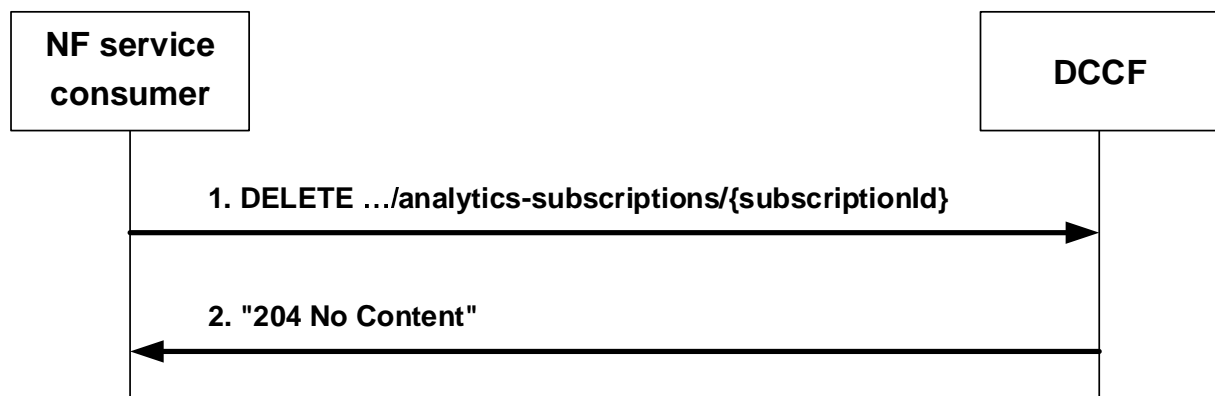 NF service
consumer
DCCF
1. DELETE …/analytics-subscriptions/{subscriptionId}
2. "204 No Content"